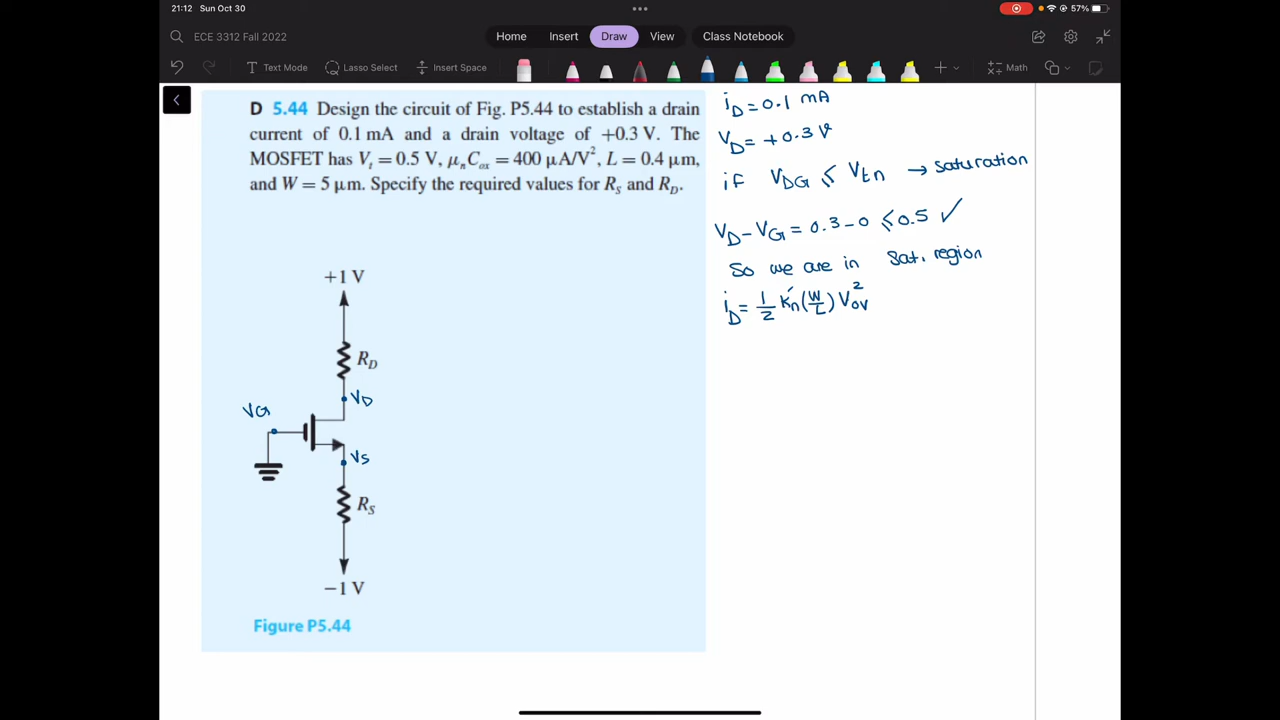 21:12 Sun Oct 30
57%
ECE 3312 Fall 2022
Home Insert Draw View Class Notebook
Text Mode Lasso Select Insert Space Math
D 5.44 Design the circuit of Fig. P5.44 to establish a drain
current of 0.1 mA and a drain voltage of +0.3 V. The
MOSFET has Vt = 0.5 V, μnCox = 400 μA/V², L = 0.4 μm,
and W = 5 μm. Specify the required values for RS and RD.
+1 V
RD
VD
VG
VS
RS
−1 V
Figure P5.44
iD = 0.1 mA
VD = +0.3 V
if VDG ≤ Vtn → saturation
VD − VG = 0.3 − 0 ≤ 0.5 ✓
So we are in Sat. region
iD = 1/2 K'n (W/L) VOV²